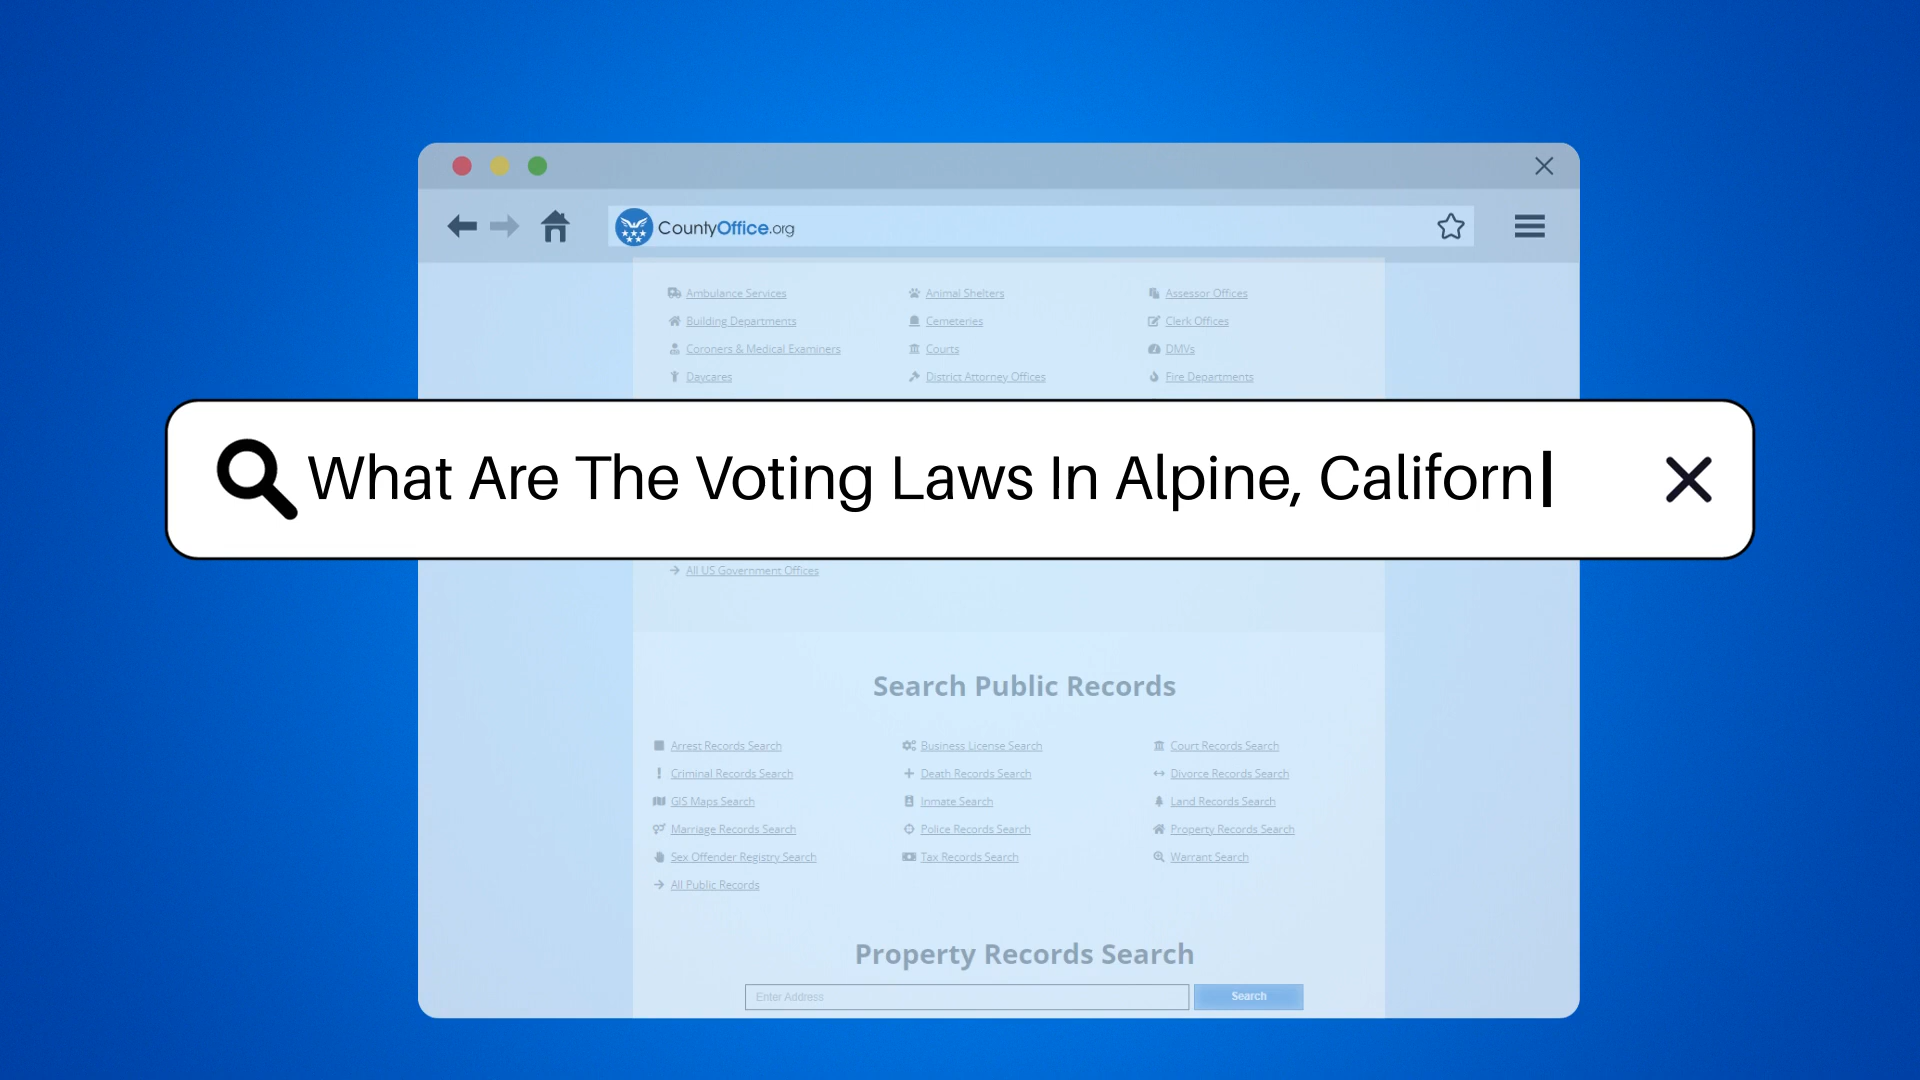 CountyOffice.org
Ambulance Services Animal Shelters Assessor Offices
Building Departments Cemeteries Clerk Offices
Coroners & Medical Examiners Courts DMVs
Daycares District Attorney Offices Fire Departments
What Are The Voting Laws In Alpine, Californ
All US Government Offices
Search Public Records
Arrest Records Search Business License Search Court Records Search
Criminal Records Search Death Records Search Divorce Records Search
GIS Maps Search Inmate Search Land Records Search
Marriage Records Search Police Records Search Property Records Search
Sex Offender Registry Search Tax Records Search Warrant Search
All Public Records
Property Records Search
Enter Address Search